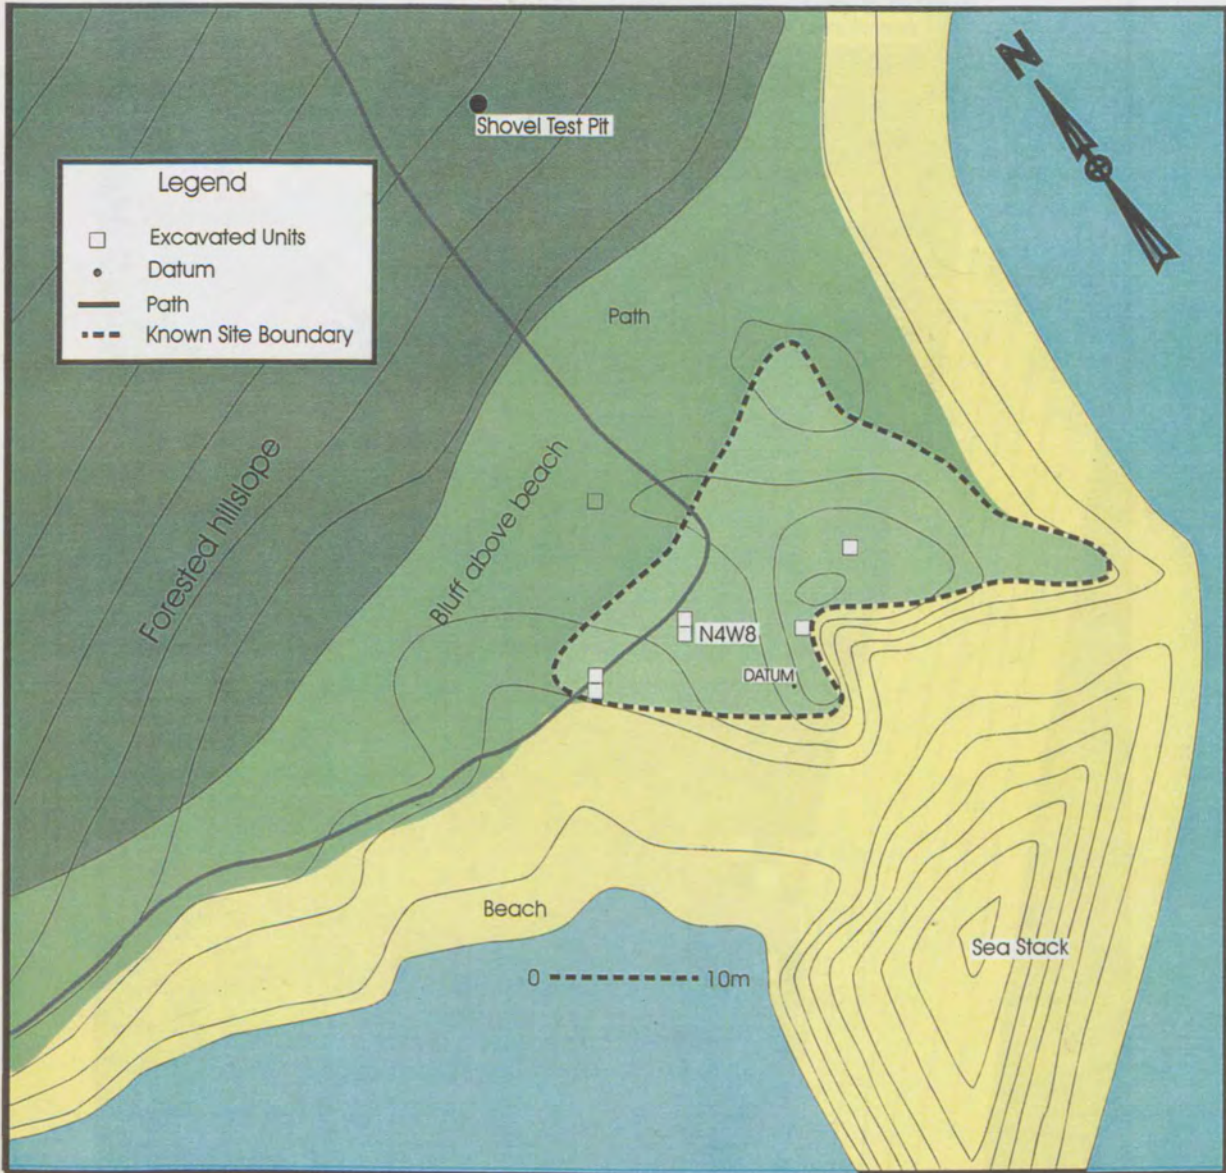 N
Shovel Test Pit
Legend
Excavated Units
Datum
Path
Known Site Boundary
Path
Forested hillslope
Bluff above beach
N4W8
DATUM
Beach
Sea Stack
0 10m